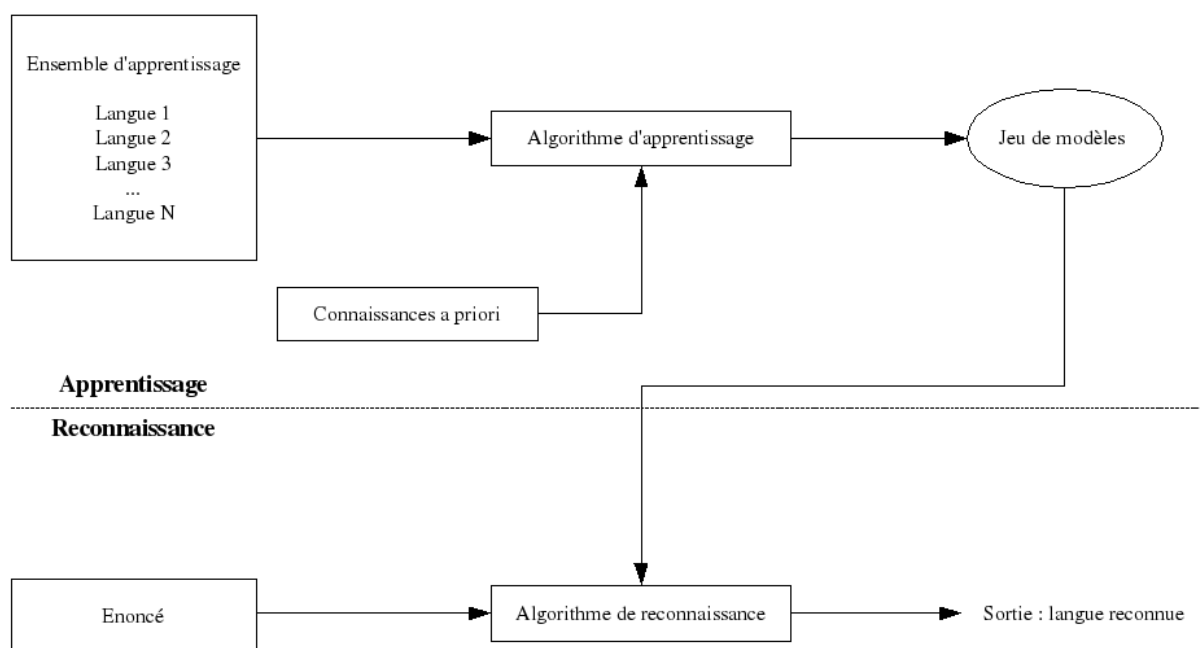 Ensemble d'apprentissage
Langue 1
Langue 2
Langue 3
...
Langue N
Algorithme d'apprentissage
Jeu de modèles
Connaissances a priori
Apprentissage
Reconnaissance
Enoncé
Algorithme de reconnaissance
Sortie : langue reconnue